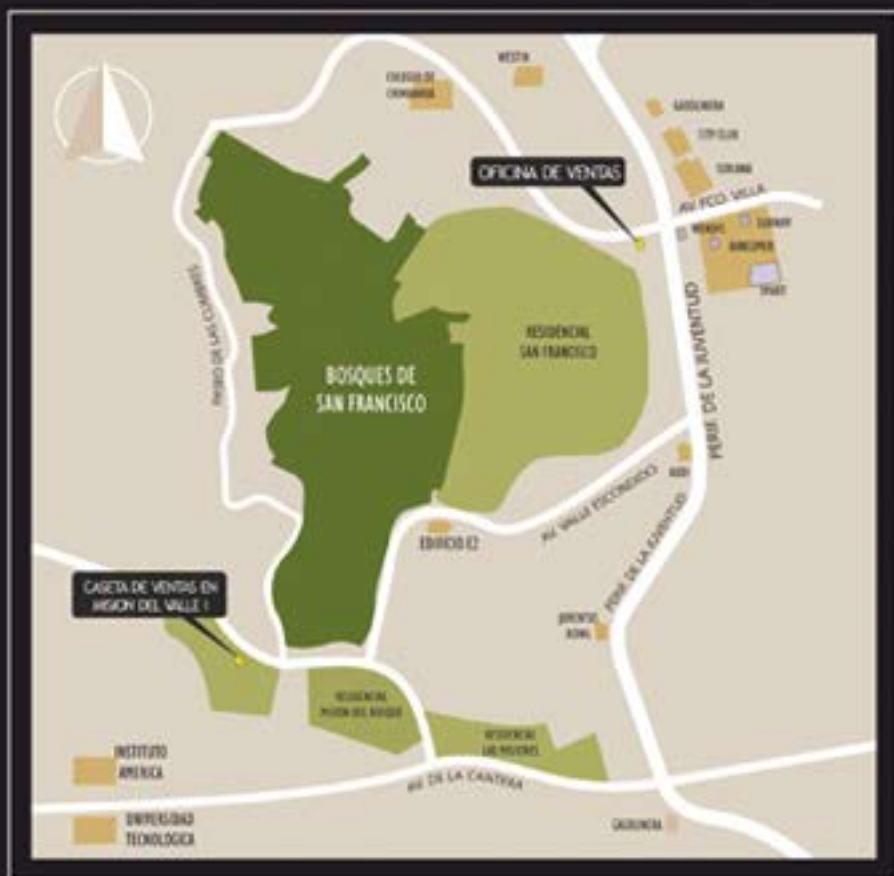 WESTIN
COLEGIO DE
CHIHUAHUA
GASOLINERA
CITY CLUB
SORIANA
OFICINA DE VENTAS
AV. FCO. VILLA
WENDYS
SUBWAY
BANCOMER
PASEO DE LAS CUMBRES
RESIDENCIAL
SAN FRANCISCO
BOSQUES DE
SAN FRANCISCO
PERIF. DE LA JUVENTUD
AUDI
AV. VALLE ESCONDIDO
EDIFICIO E2
PERIF. DE LA JUVENTUD
CASETA DE VENTAS EN
MISION DEL VALLE I
BOWL
RESIDENCIAL
MISION DEL BOSQUE
RESIDENCIAL
LAS MISIONES
INSTITUTO
AMERICA
AV. DE LA CANTERA
UNIVERSIDAD
TECNOLOGICA
GASOLINERA